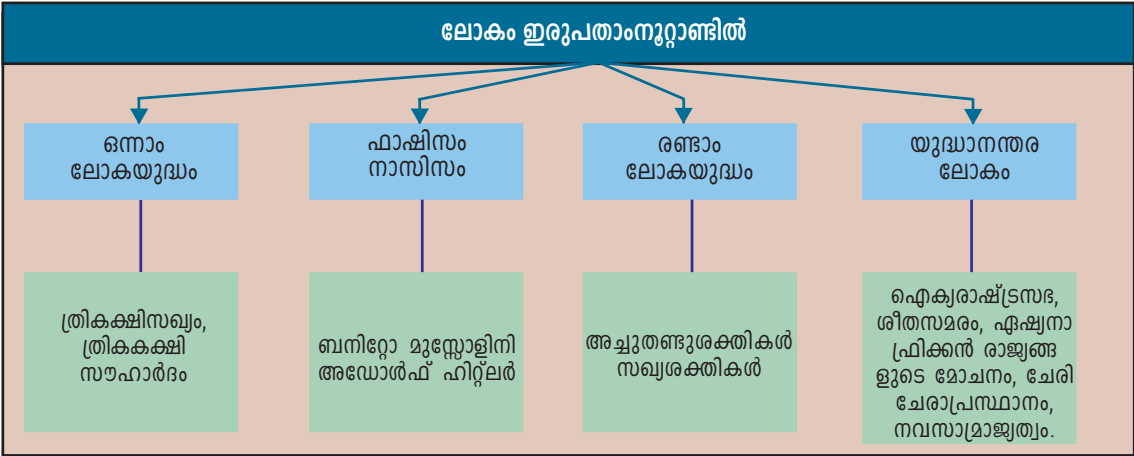 ലോകം ഇരുപതാംനൂറ്റാണ്ടിൽ
ഒന്നാം
ലോകയുദ്ധം
ഫാഷിസം
നാസിസം
രണ്ടാം
ലോകയുദ്ധം
യുദ്ധാനന്തര
ലോകം
ത്രികക്ഷിസഖ്യം,
ത്രികകക്ഷി
സൗഹാർദം
ബനിറ്റോ മുസ്സോളിനി
അഡോൾഫ് ഹിറ്റ്ലർ
അച്ചുതണ്ടുശക്തികൾ
സഖ്യശക്തികൾ
ഐക്യരാഷ്ട്രസഭ,
ശീതസമരം, ഏഷ്യനാ
ഫ്രിക്കൻ രാജ്യങ്ങ
ളുടെ മോചനം, ചേരി
ചേരാപ്രസ്ഥാനം,
നവസാമ്രാജ്യത്വം.